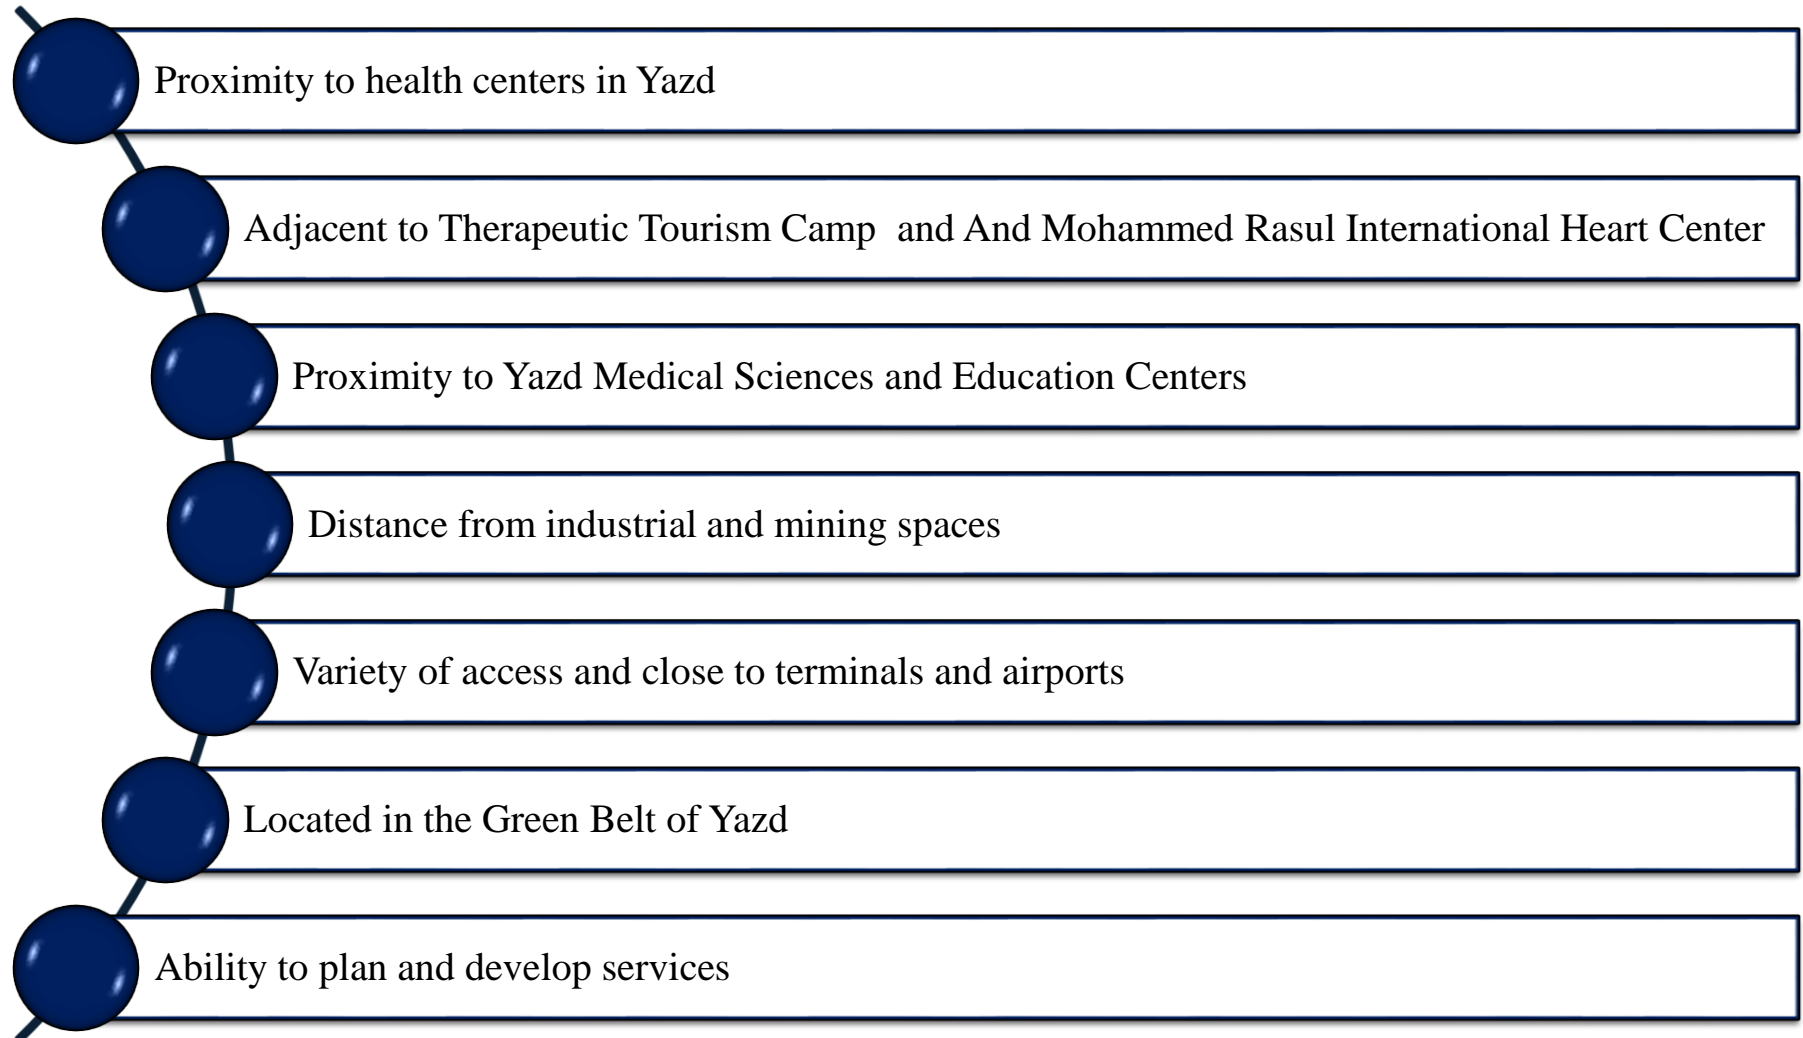 Proximity to health centers in Yazd
Adjacent to Therapeutic Tourism Camp  and And Mohammed Rasul International Heart Center
Proximity to Yazd Medical Sciences and Education Centers
Distance from industrial and mining spaces
Variety of access and close to terminals and airports
Located in the Green Belt of Yazd
Ability to plan and develop services